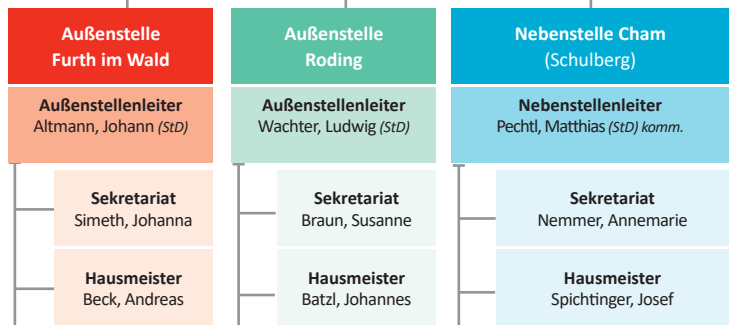 Außenstelle
Furth im Wald
Außenstellenleiter
Altmann, Johann (StD)
Sekretariat
Simeth, Johanna
Hausmeister
Beck, Andreas
Außenstelle
Roding
Außenstellenleiter
Wachter, Ludwig (StD)
Sekretariat
Braun, Susanne
Hausmeister
Batzl, Johannes
Nebenstelle Cham
(Schulberg)
Nebenstellenleiter
Pechtl, Matthias (StD) komm.
Sekretariat
Nemmer, Annemarie
Hausmeister
Spichtinger, Josef